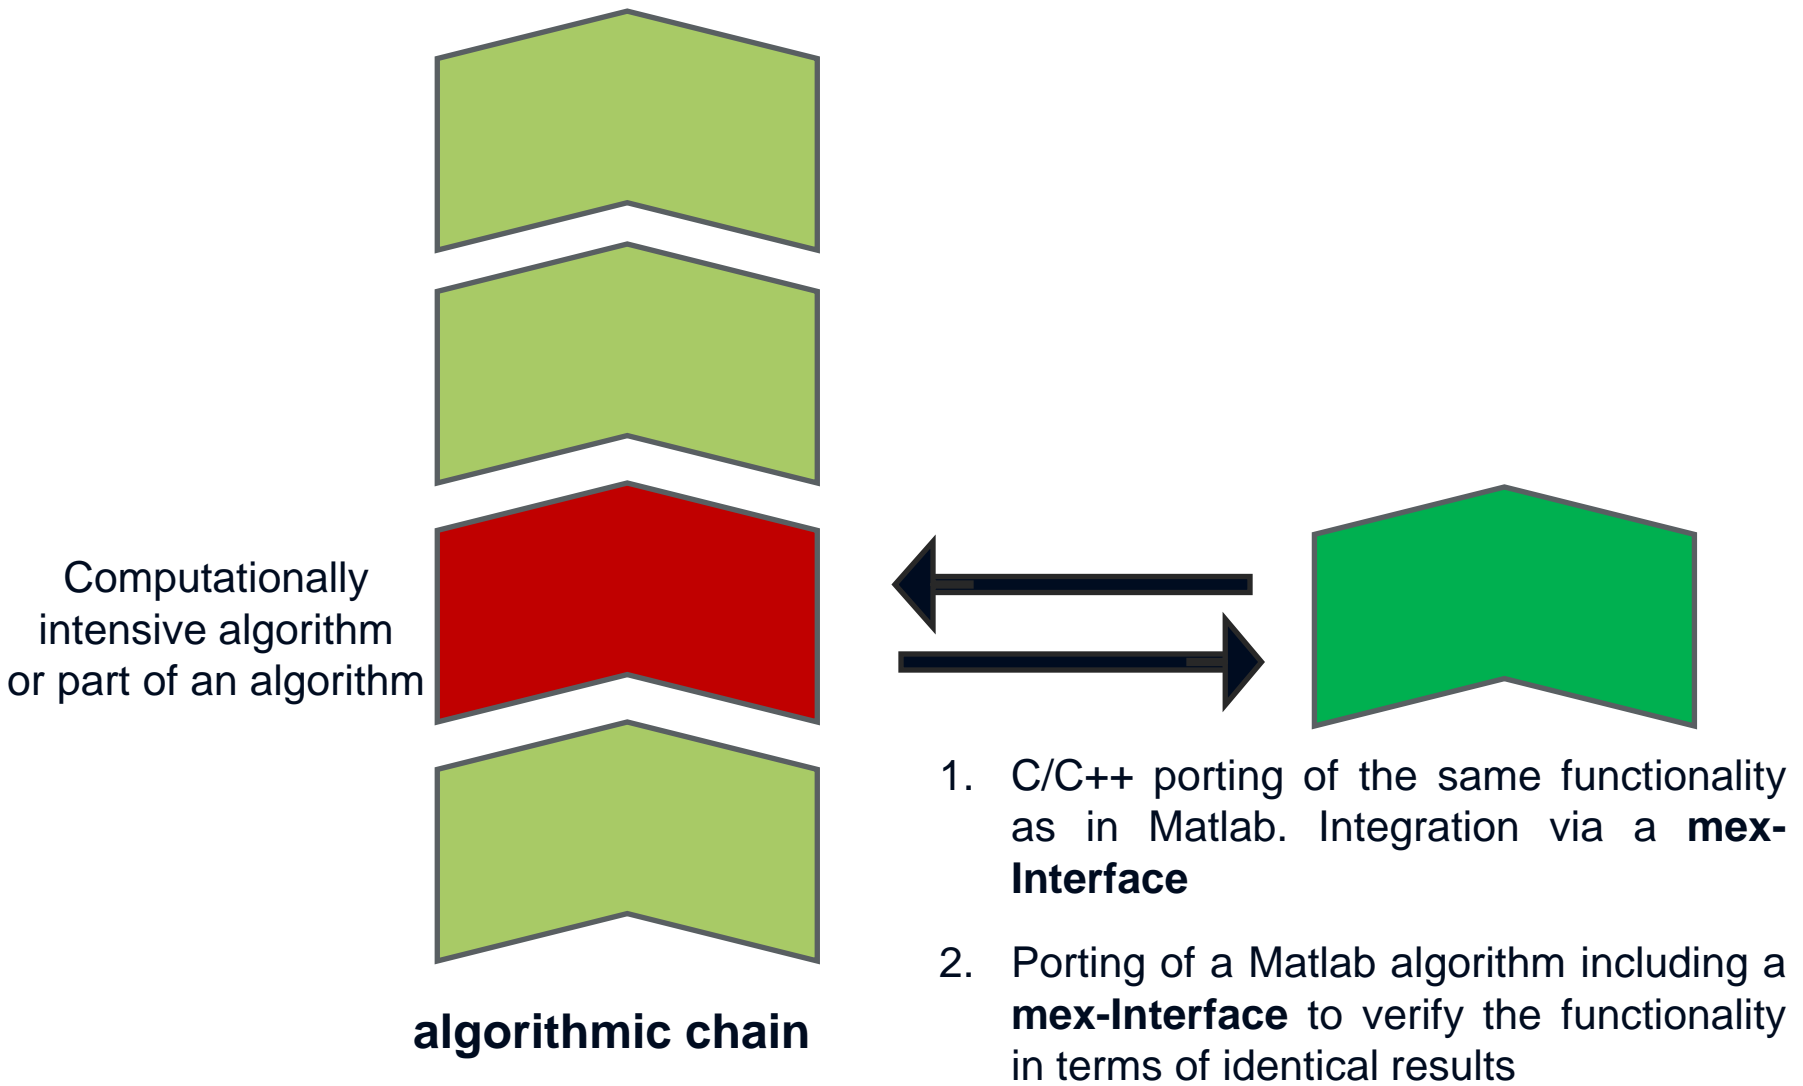 Computationally
intensive algorithm
or part of an algorithm
1. C/C++ porting of the same functionality
as in Matlab. Integration via a mex-
Interface
2. Porting of a Matlab algorithm including a
mex-Interface to verify the functionality
in terms of identical results
algorithmic chain